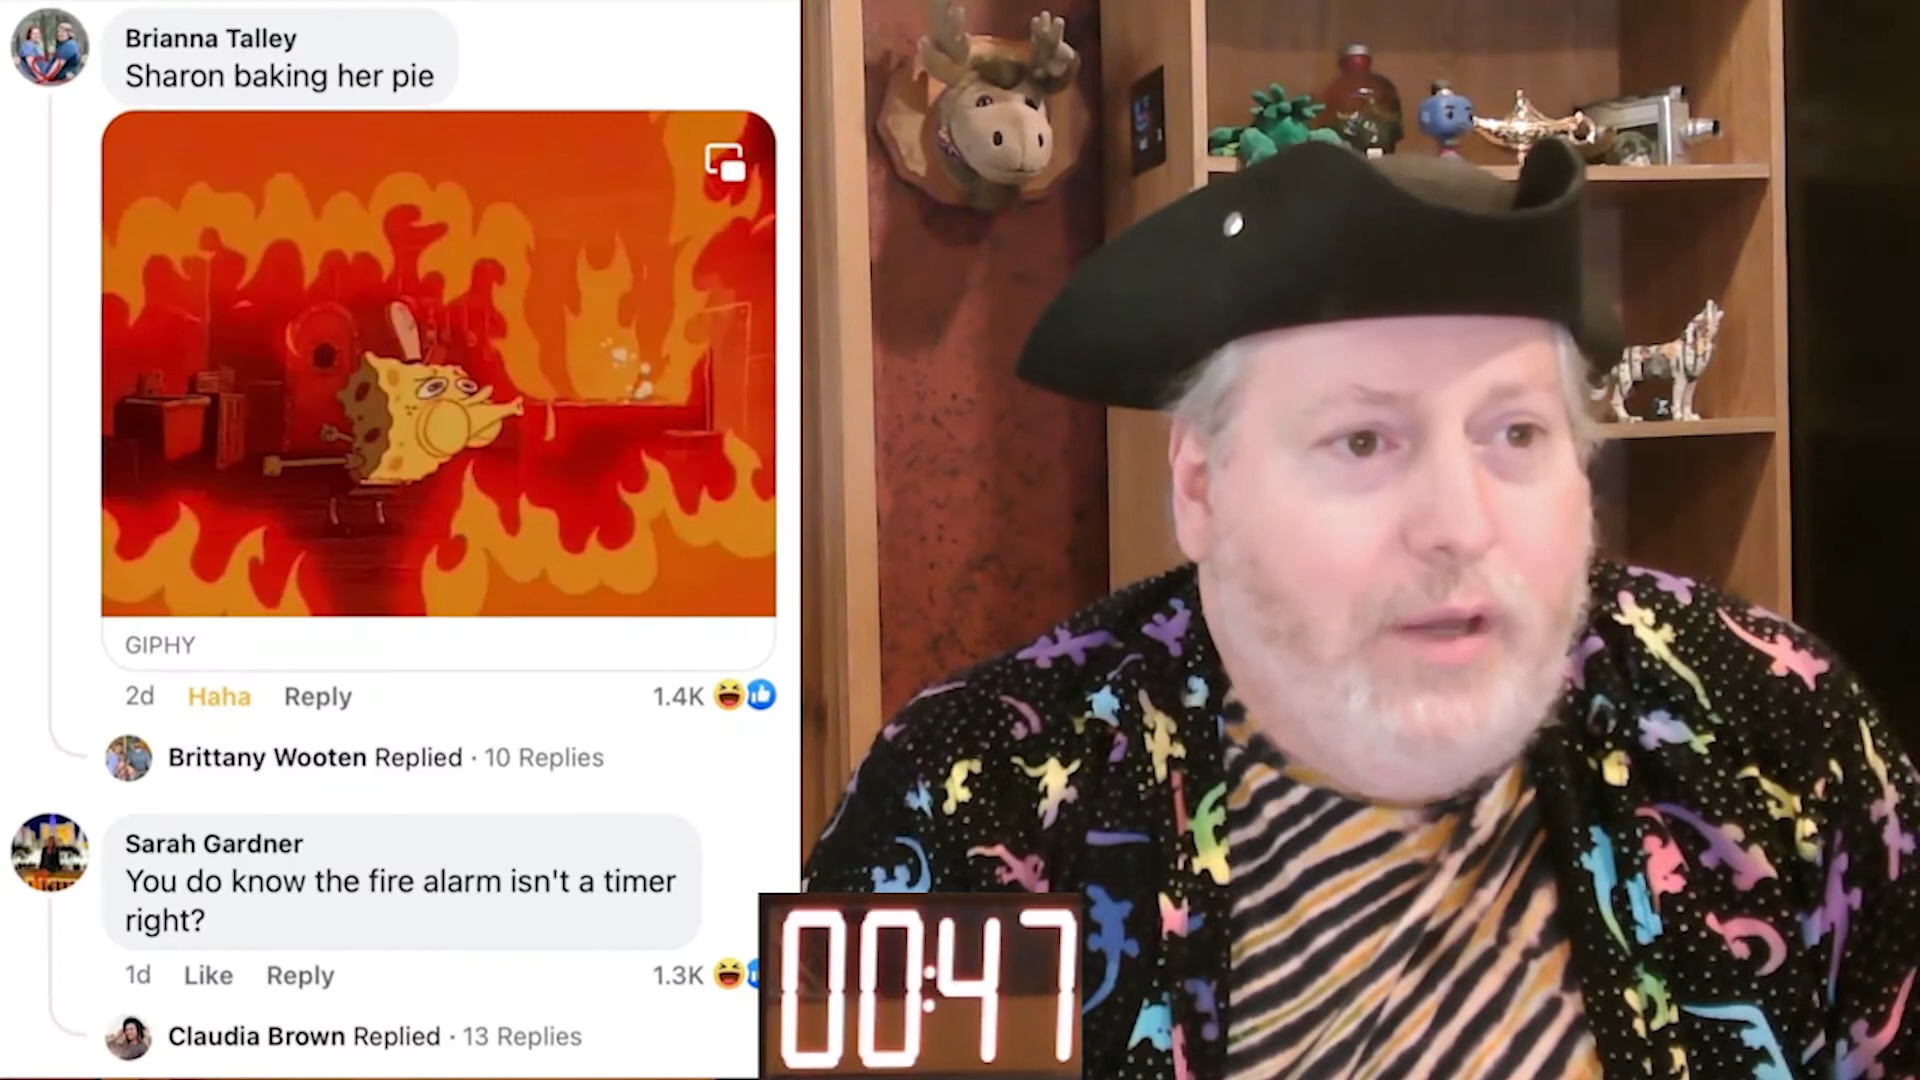 Brianna Talley
Sharon baking her pie
GIPHY
2d Haha Reply 1.4K
Brittany Wooten Replied · 10 Replies
Sarah Gardner
You do know the fire alarm isn't a timer
right?
1d Like Reply 1.3K
Claudia Brown Replied · 13 Replies
00:47